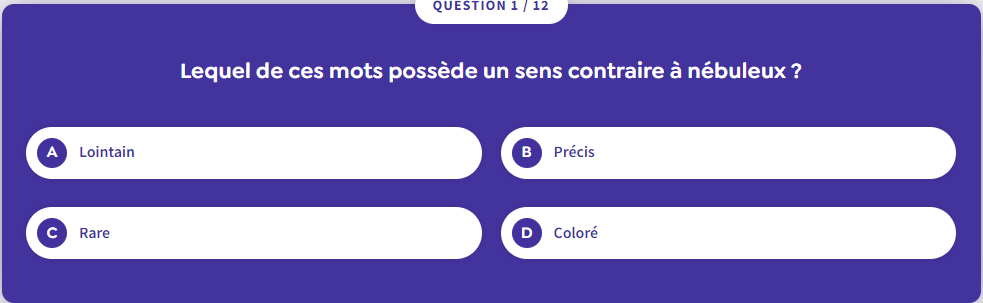 QUESTION 1 / 12
Lequel de ces mots possède un sens contraire à nébuleux ?
A Lointain
B Précis
C Rare
D Coloré